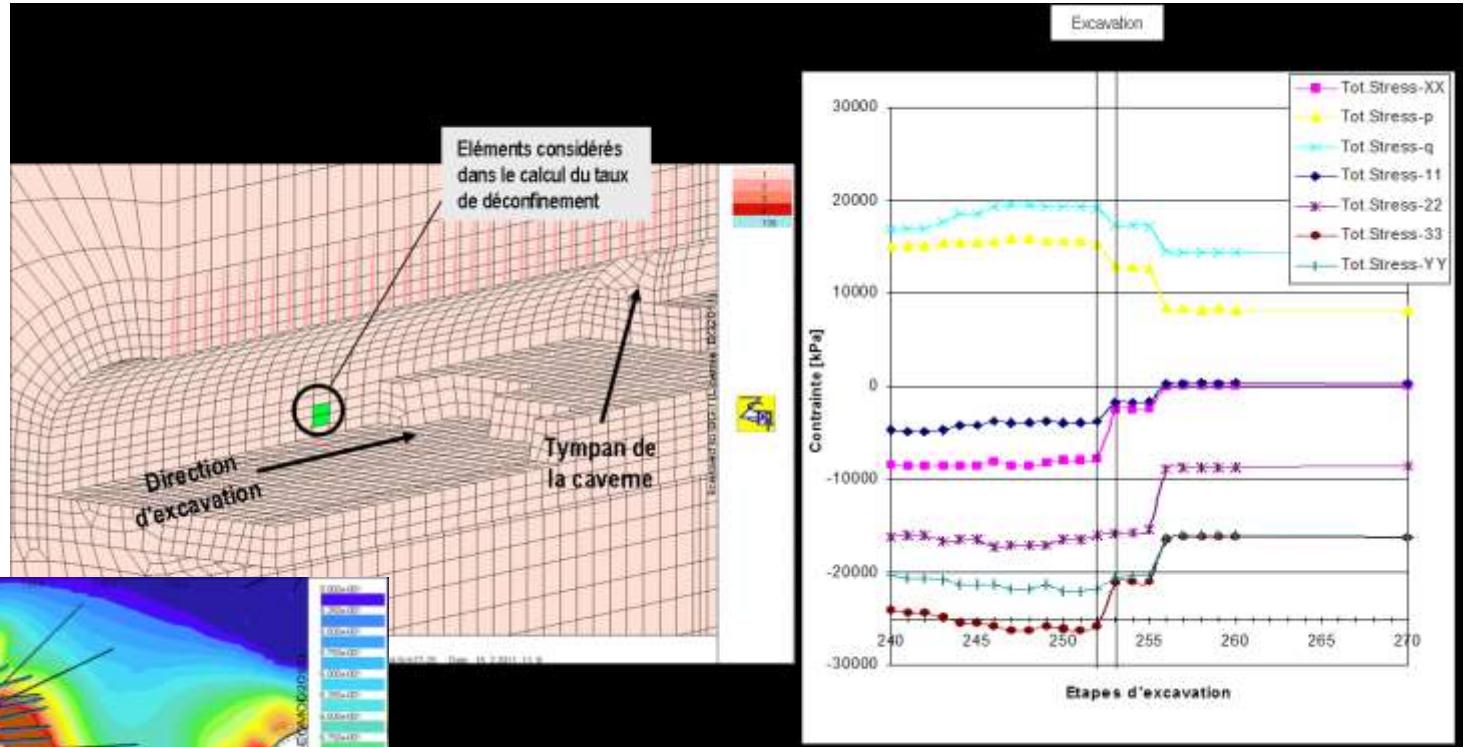 Excavation
Eléments considérés
dans le calcul du taux
de déconfinement
Direction
d'excavation
Tympan de
la caverne
Tot.Stress-XX
Tot.Stress-p
Tot.Stress-q
Tot.Stress-11
Tot.Stress-22
Tot.Stress-33
Tot.Stress-YY
30000
20000
10000
0
-10000
-20000
-30000
Contrainte [kPa]
240
245
250
255
260
265
270
Etapes d'excavation